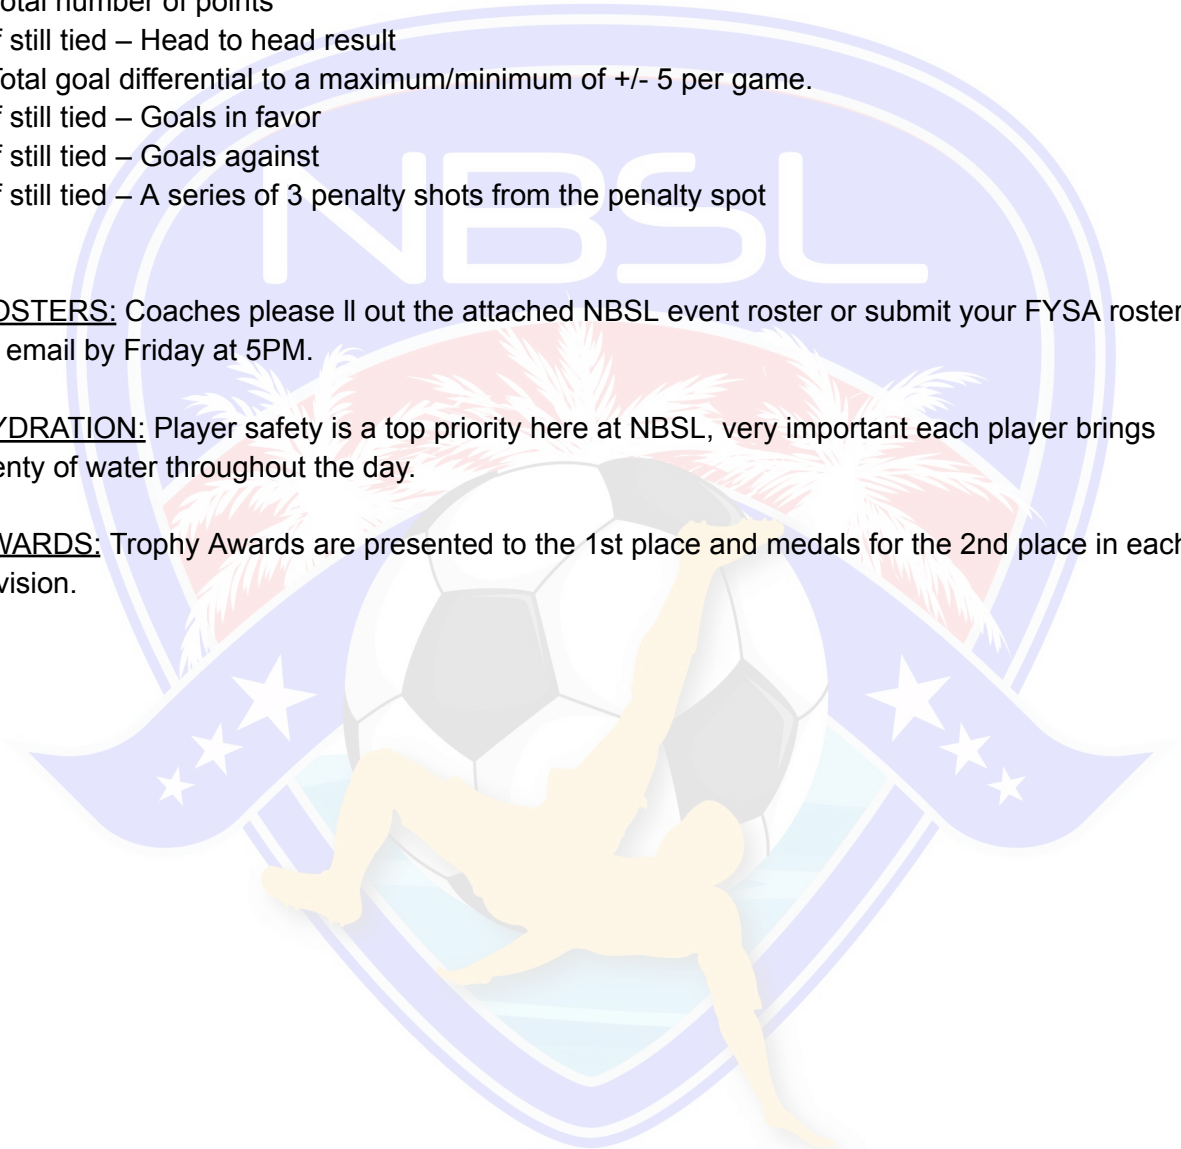 otal number of points
f still tied – Head to head result
Total goal differential to a maximum/minimum of +/- 5 per game.
f still tied – Goals in favor
f still tied – Goals against
f still tied – A series of 3 penalty shots from the penalty spot
NBSL
OSTERS: Coaches please ll out the attached NBSL event roster or submit your FYSA roster
email by Friday at 5PM.
YDRATION: Player safety is a top priority here at NBSL, very important each player brings
enty of water throughout the day.
WARDS: Trophy Awards are presented to the 1st place and medals for the 2nd place in each
vision.